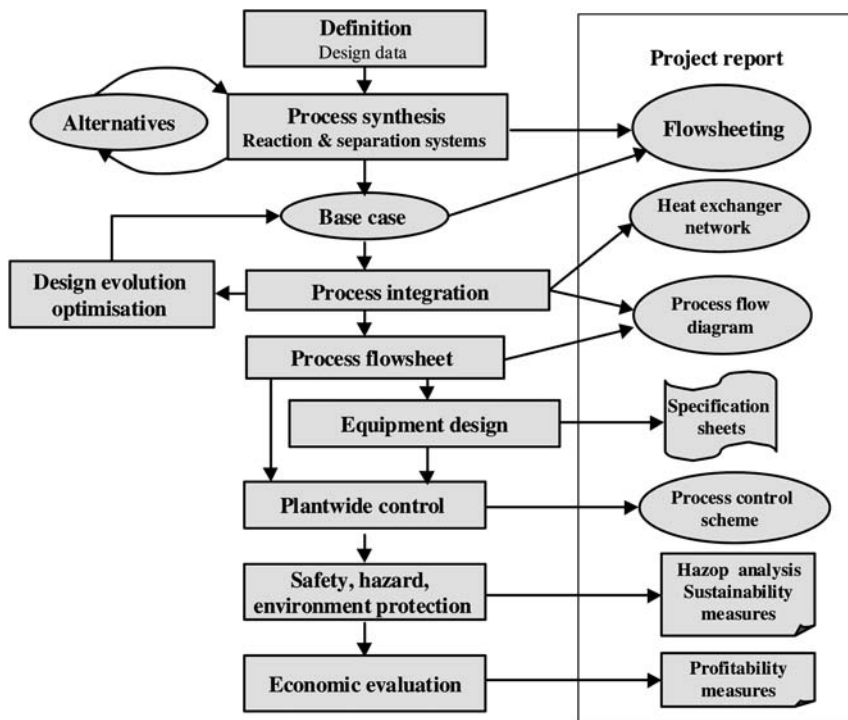 Definition
Design data
Project report
Alternatives
Process synthesis
Reaction & separation systems
Flowsheeting
Base case
Heat exchanger
network
Design evolution
optimisation
Process integration
Process flow
diagram
Process flowsheet
Equipment design
Specification
sheets
Plantwide control
Process control
scheme
Safety, hazard,
environment protection
Hazop analysis
Sustainability
measures
Economic evaluation
Profitability
measures